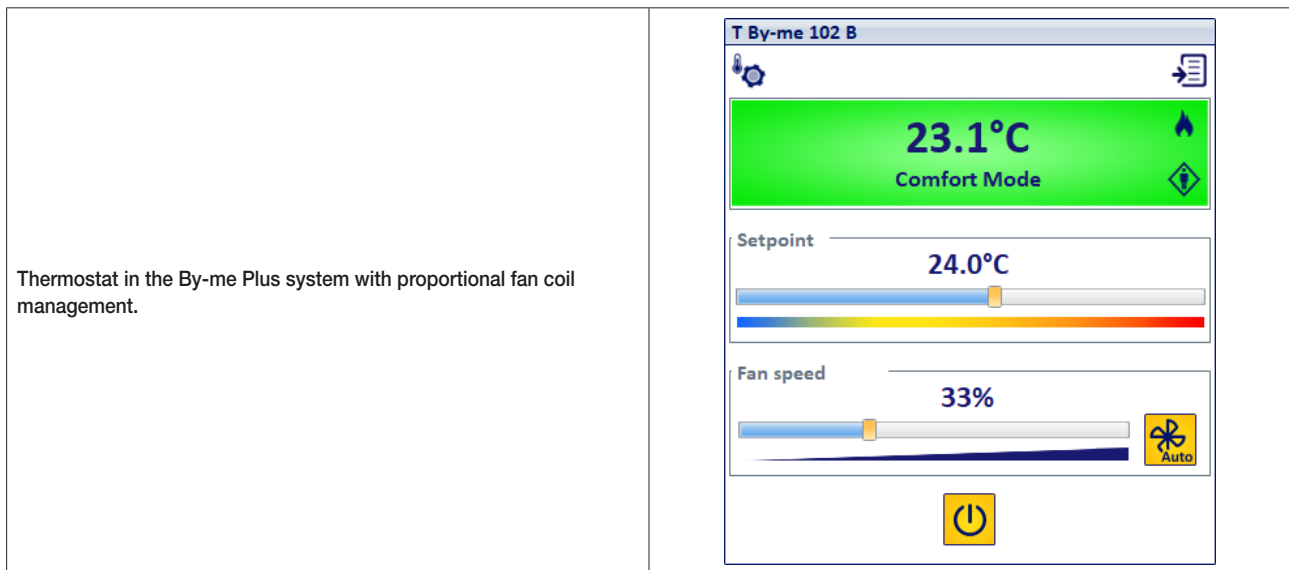 Thermostat in the By-me Plus system with proportional fan coil
management.
T By-me 102 B
23.1°C
Comfort Mode
Setpoint
24.0°C
Fan speed
33%
Auto